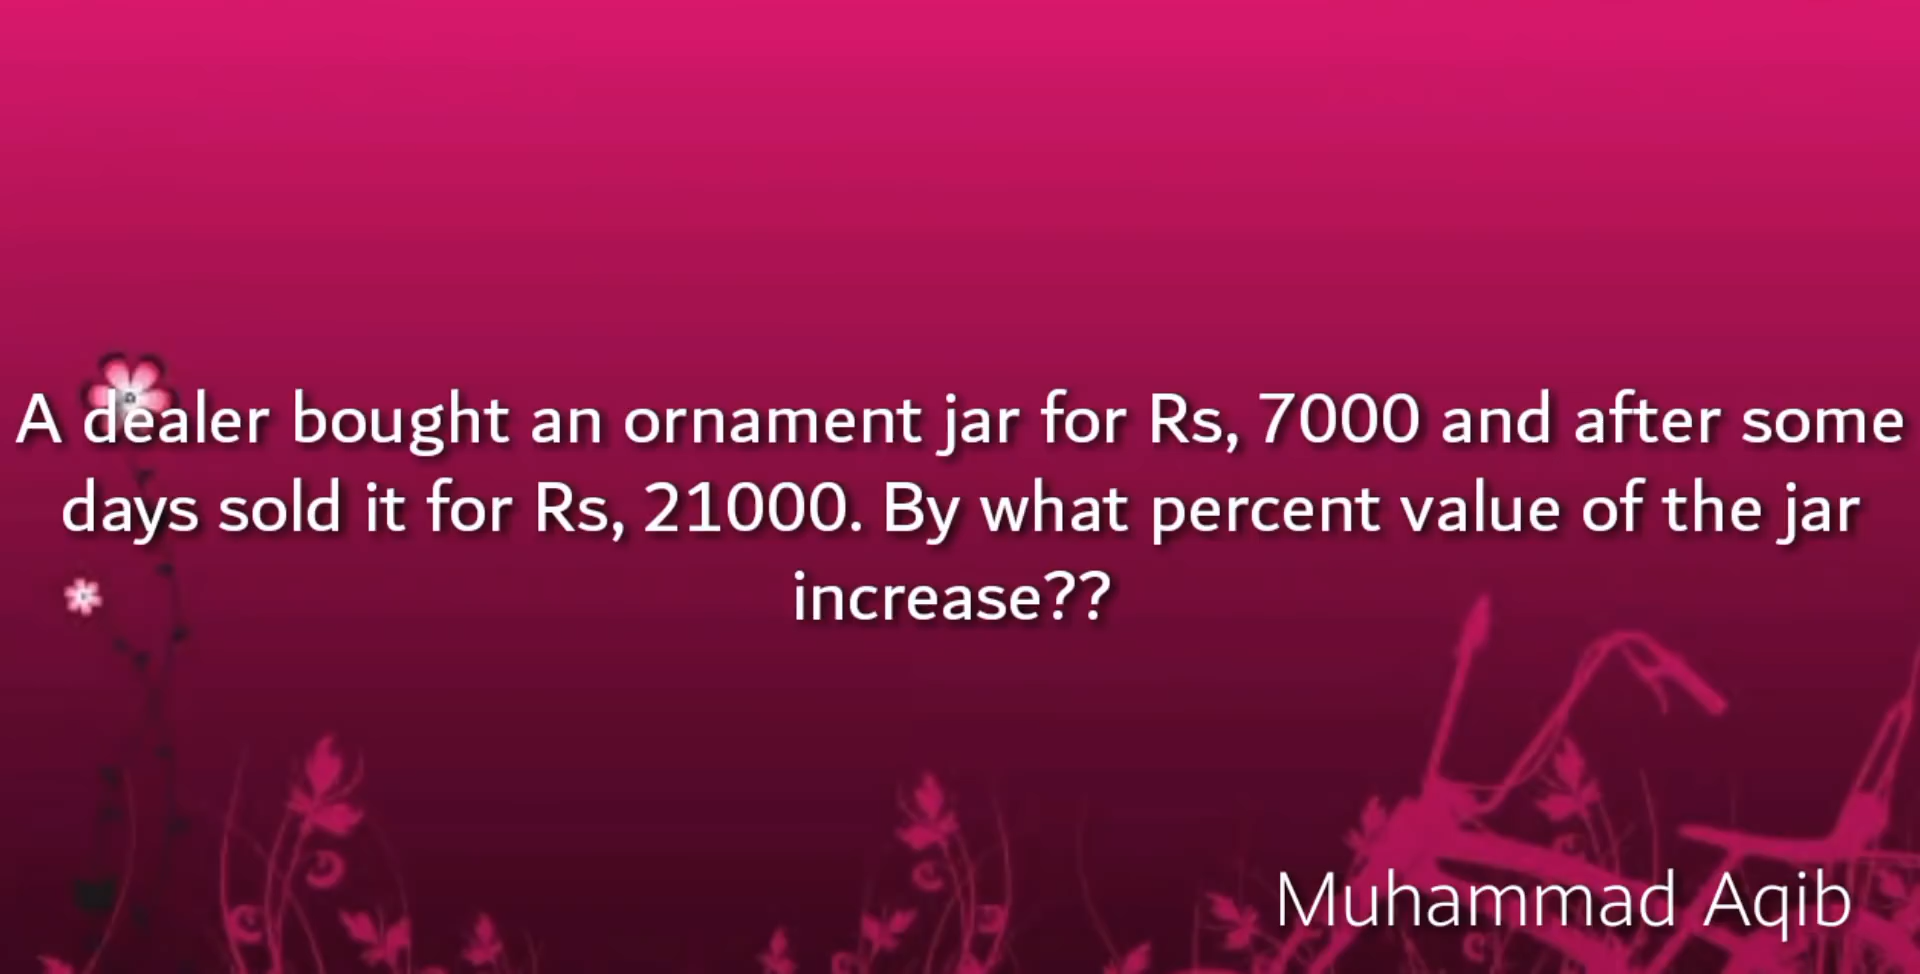 A dealer bought an ornament jar for Rs, 7000 and after some
days sold it for Rs, 21000. By what percent value of the jar
increase??
Muhammad Aqib